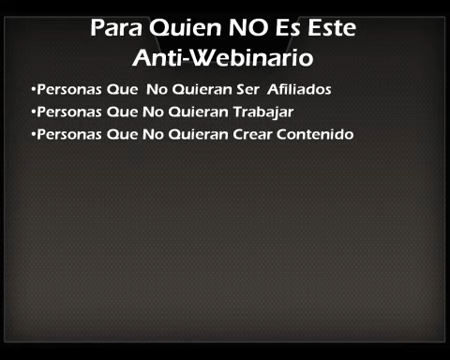 Para Quien NO Es Este
Anti-Webinario
•Personas Que No Quieran Ser Afiliados
•Personas Que No Quieran Trabajar
•Personas Que No Quieran Crear Contenido